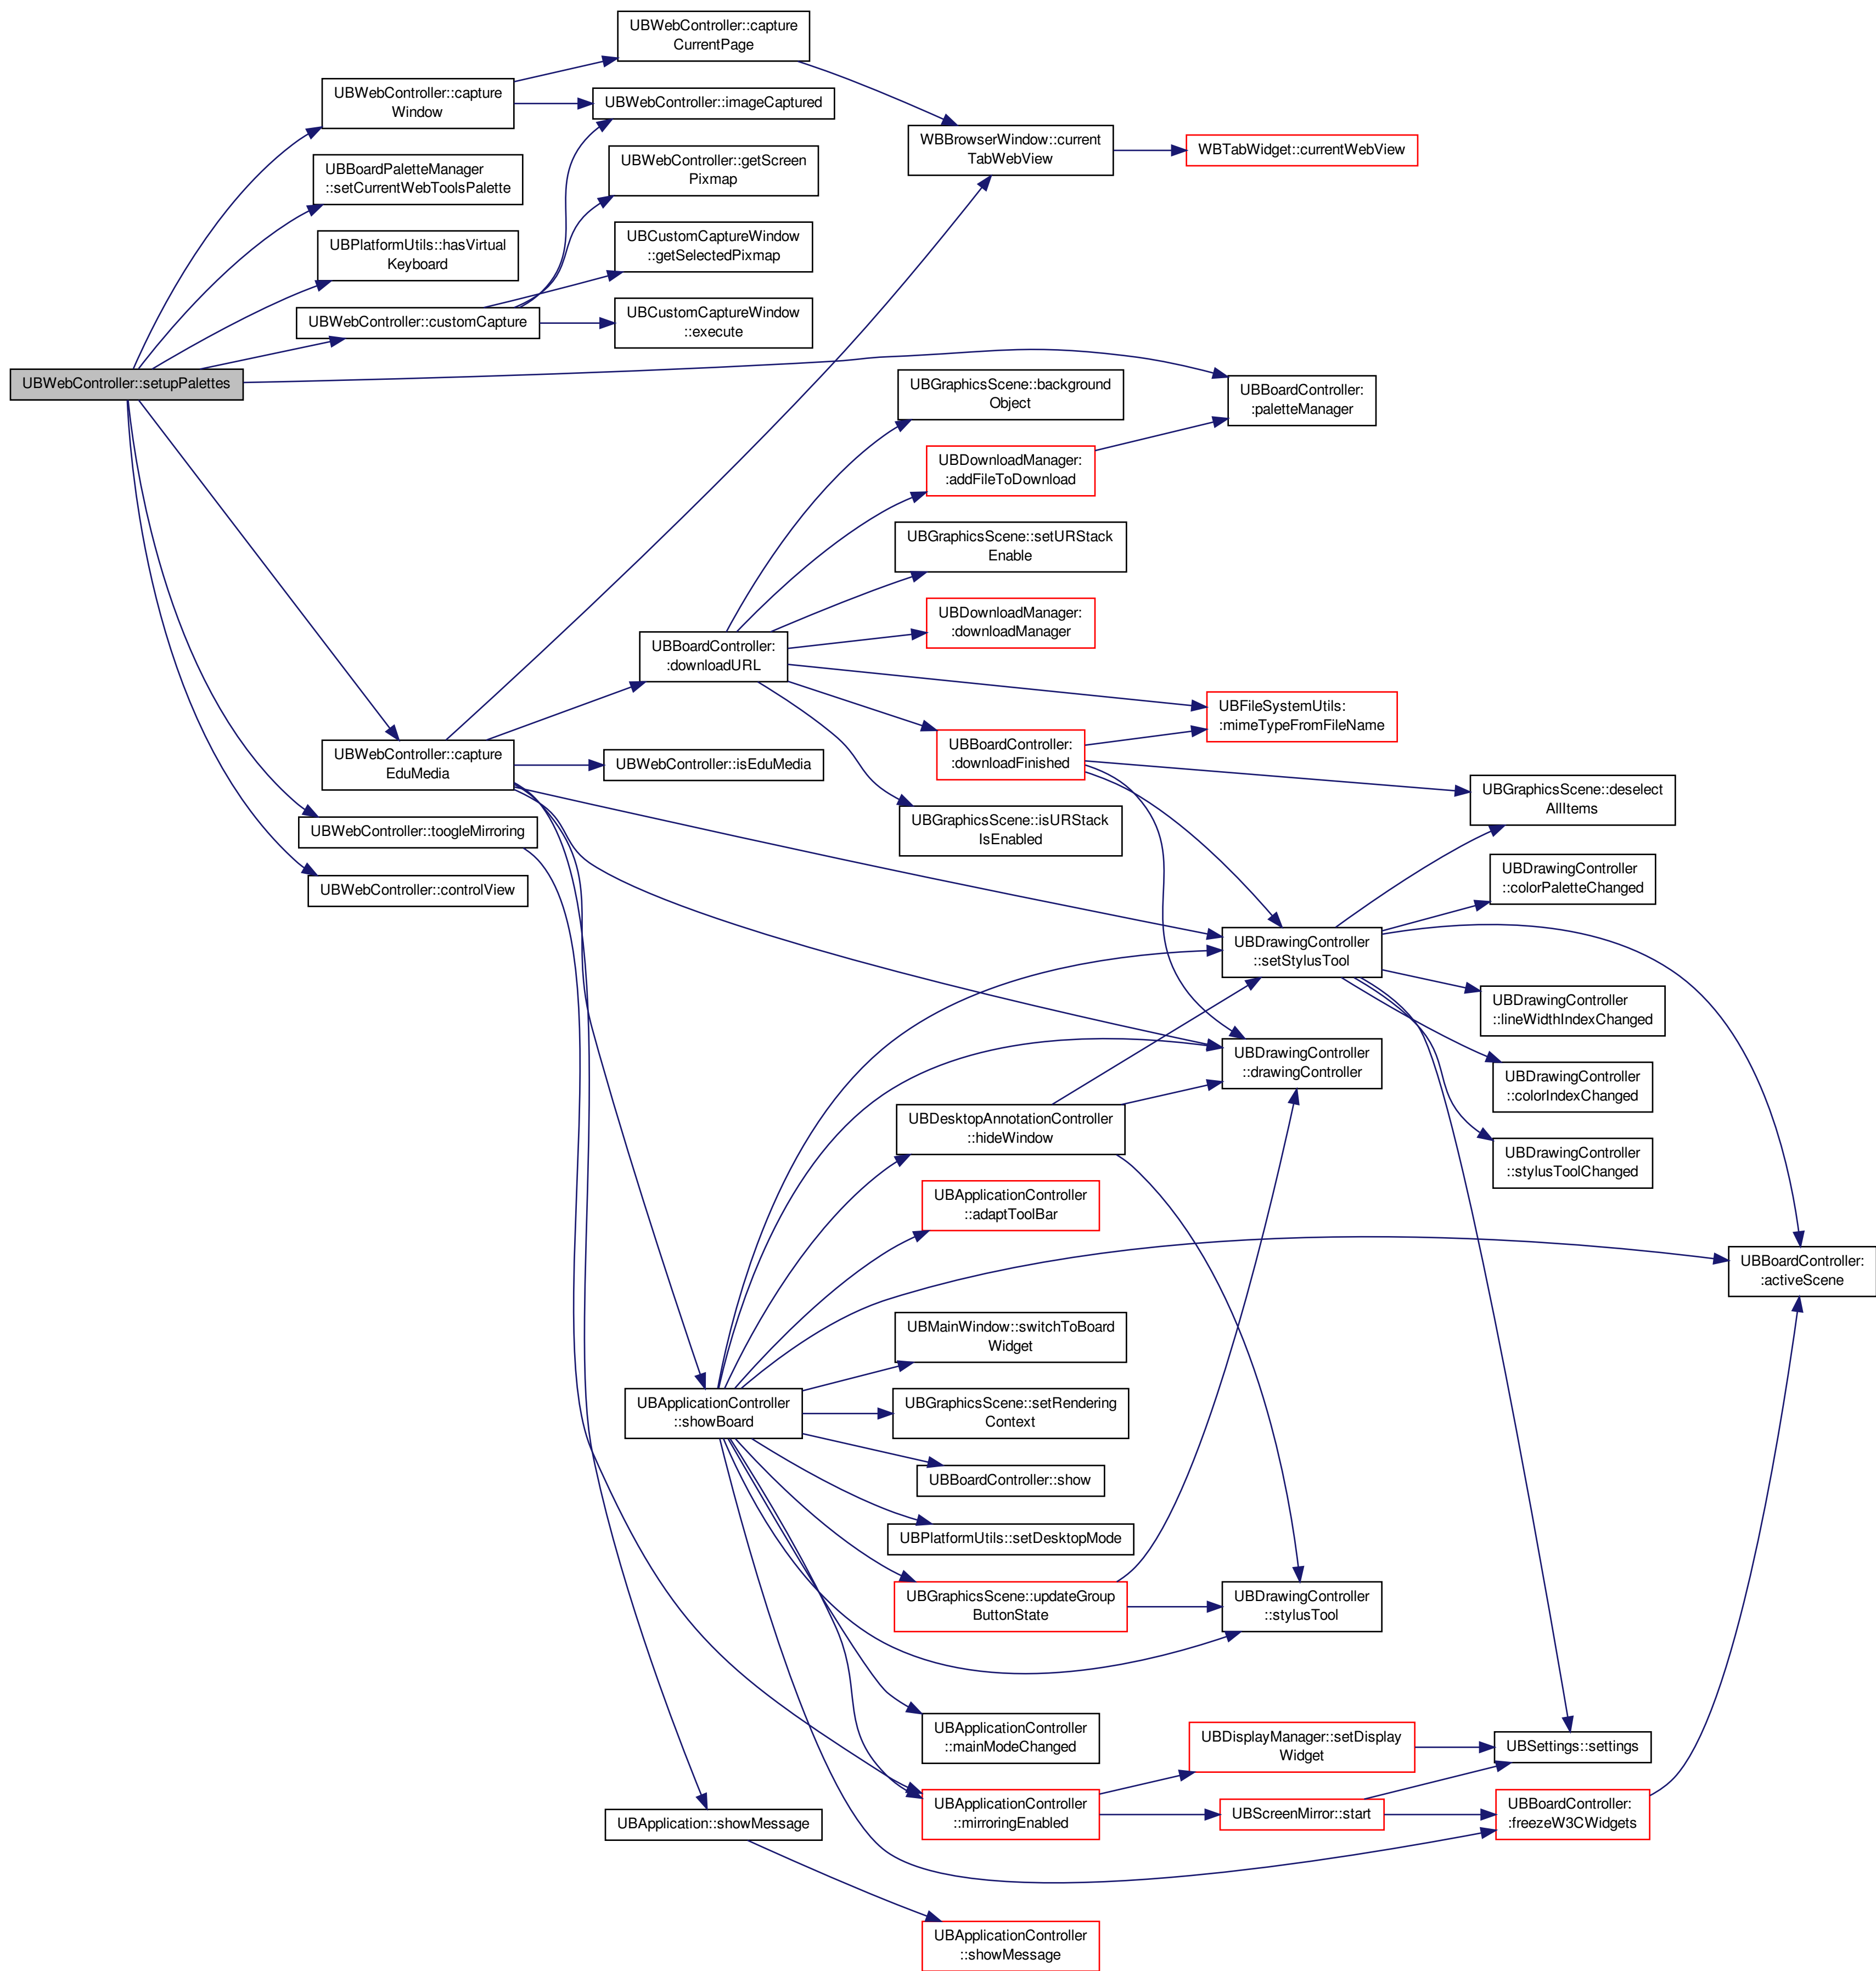 UBWebController::capture
CurrentPage
UBWebController::capture
Window
UBWebController::imageCaptured
WBBrowserWindow::current
TabWebView
WBTabWidget::currentWebView
UBBoardPaletteManager
::setCurrentWebToolsPalette
UBWebController::getScreen
Pixmap
UBPlatformUtils::hasVirtual
Keyboard
UBCustomCaptureWindow
::getSelectedPixmap
UBWebController::customCapture
UBCustomCaptureWindow
::execute
UBWebController::setupPalettes
UBGraphicsScene::background
Object
UBBoardController:
:paletteManager
UBDownloadManager:
:addFileToDownload
UBGraphicsScene::setURStack
Enable
UBDownloadManager:
:downloadManager
UBBoardController:
:downloadURL
UBFileSystemUtils:
:mimeTypeFromFileName
UBBoardController:
:downloadFinished
UBWebController::capture
EduMedia
UBWebController::isEduMedia
UBGraphicsScene::deselect
AllItems
UBGraphicsScene::isURStack
IsEnabled
UBWebController::toogleMirroring
UBWebController::controlView
UBDrawingController
::colorPaletteChanged
UBDrawingController
::setStylusTool
UBDrawingController
::lineWidthIndexChanged
UBDrawingController
::drawingController
UBDrawingController
::colorIndexChanged
UBDesktopAnnotationController
::hideWindow
UBDrawingController
::stylusToolChanged
UBApplicationController
::adaptToolBar
UBBoardController:
:activeScene
UBMainWindow::switchToBoard
Widget
UBApplicationController
::showBoard
UBGraphicsScene::setRendering
Context
UBBoardController::show
UBPlatformUtils::setDesktopMode
UBGraphicsScene::updateGroup
ButtonState
UBDrawingController
::stylusTool
UBApplicationController
::mainModeChanged
UBDisplayManager::setDisplay
Widget
UBSettings::settings
UBApplicationController
::mirroringEnabled
UBScreenMirror::start
UBBoardController:
:freezeW3CWidgets
UBApplication::showMessage
UBApplicationController
::showMessage